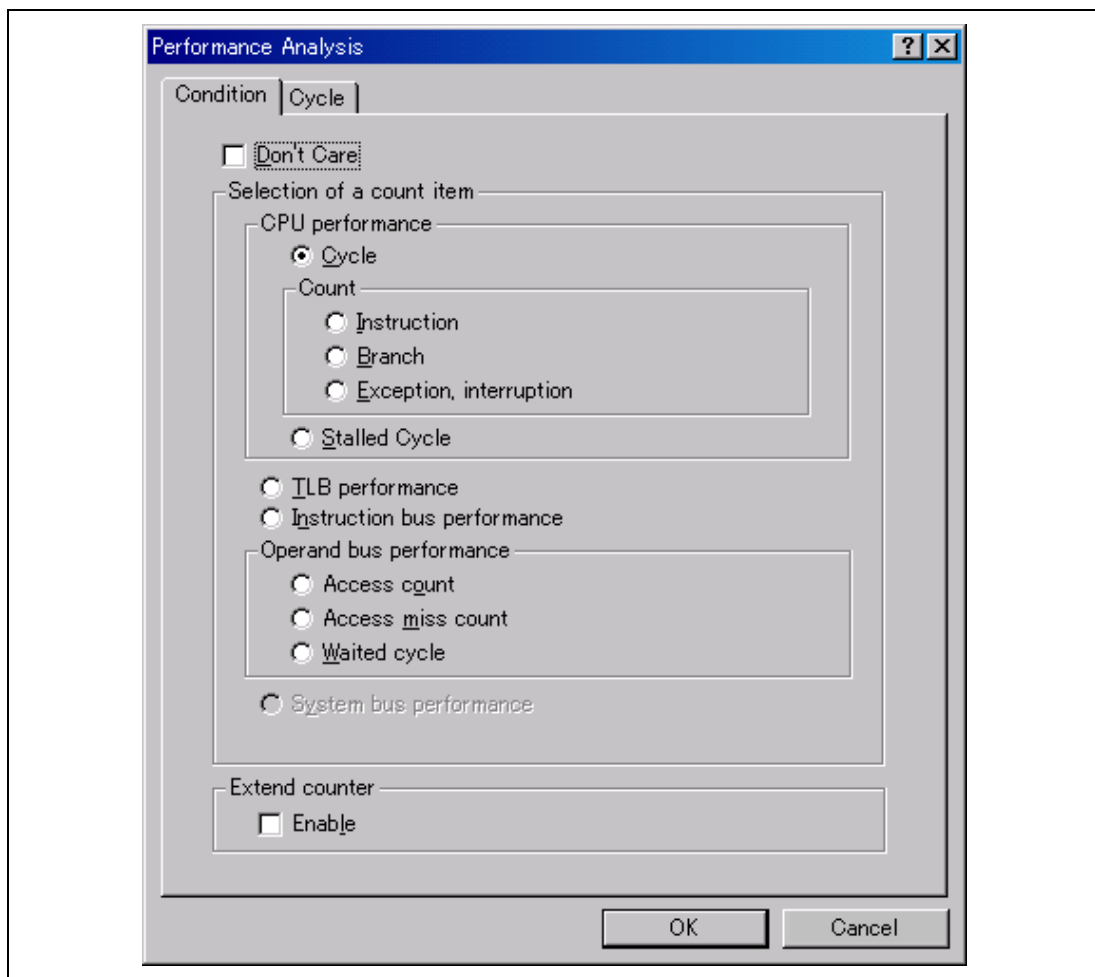 Performance Analysis
Condition Cycle
Don't Care
Selection of a count item
CPU performance
Cycle
Count
Instruction
Branch
Exception, interruption
Stalled Cycle
TLB performance
Instruction bus performance
Operand bus performance
Access count
Access miss count
Waited cycle
System bus performance
Extend counter
Enable
OK Cancel